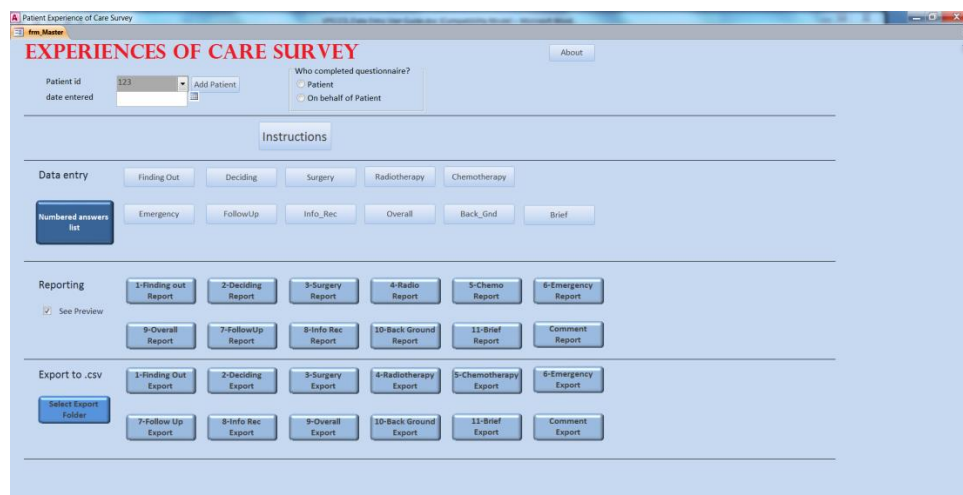 Patient Experience of Care Survey
frm_Master
EXPERIENCES OF CARE SURVEY
About
Patient id 123 Add Patient
date entered
Who completed questionnaire?
Patient
On behalf of Patient
Instructions
Data entry
Finding Out Deciding Surgery Radiotherapy Chemotherapy
Numbered answers
list
Emergency FollowUp Info_Rec Overall Back_Gnd Brief
Reporting
See Preview
1-Finding out
Report
2-Deciding
Report
3-Surgery
Report
4-Radio
Report
5-Chemo
Report
6-Emergency
Report
9-Overall
Report
7-FollowUp
Report
8-Info Rec
Report
10-Back Ground
Report
11-Brief
Report
Comment
Report
Export to .csv
Select Export
Folder
1-Finding Out
Export
2-Deciding
Export
3-Surgery
Export
4-Radiotherapy
Export
5-Chemotherapy
Export
6-Emergency
Export
7-Follow Up
Export
8-Info Rec
Export
9-Overall
Export
10-Back Ground
Export
11-Brief
Export
Comment
Export